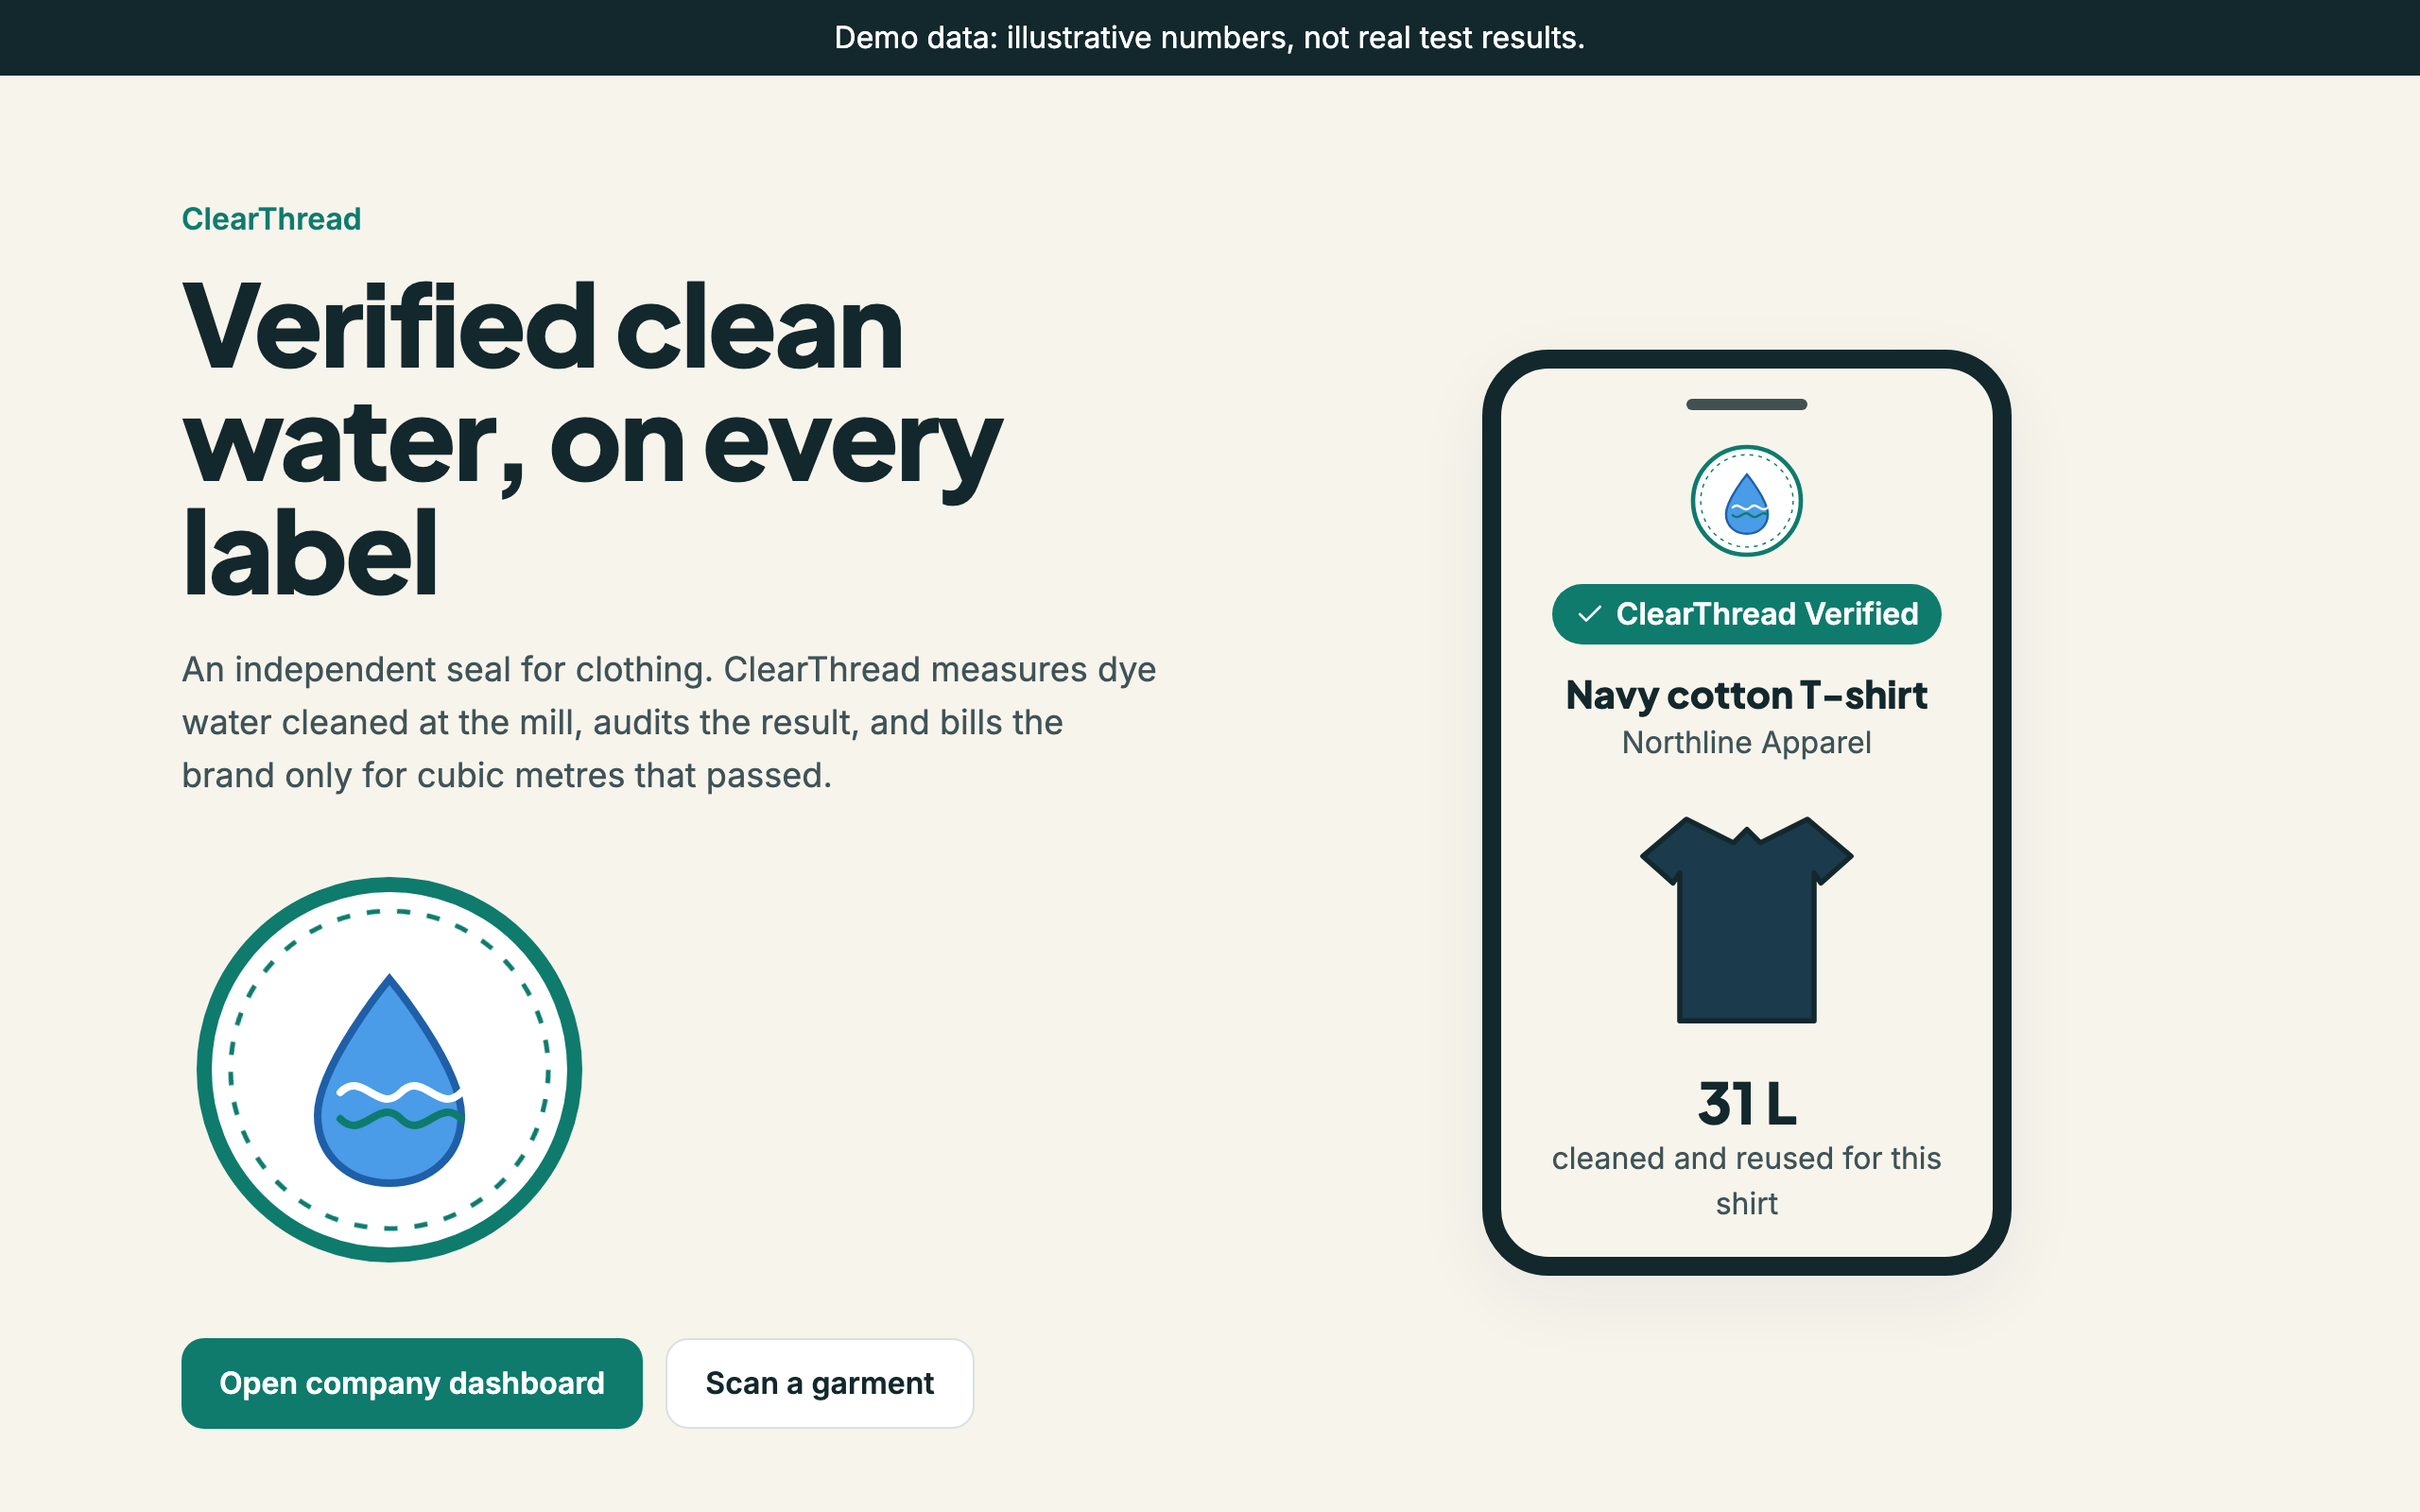 Demo data: illustrative numbers, not real test results.
ClearThread
Verified clean
water, on every
label
An independent seal for clothing. ClearThread measures dye
water cleaned at the mill, audits the result, and bills the
brand only for cubic metres that passed.
Open company dashboard
Scan a garment
ClearThread Verified
Navy cotton T-shirt
Northline Apparel
31 L
cleaned and reused for this
shirt